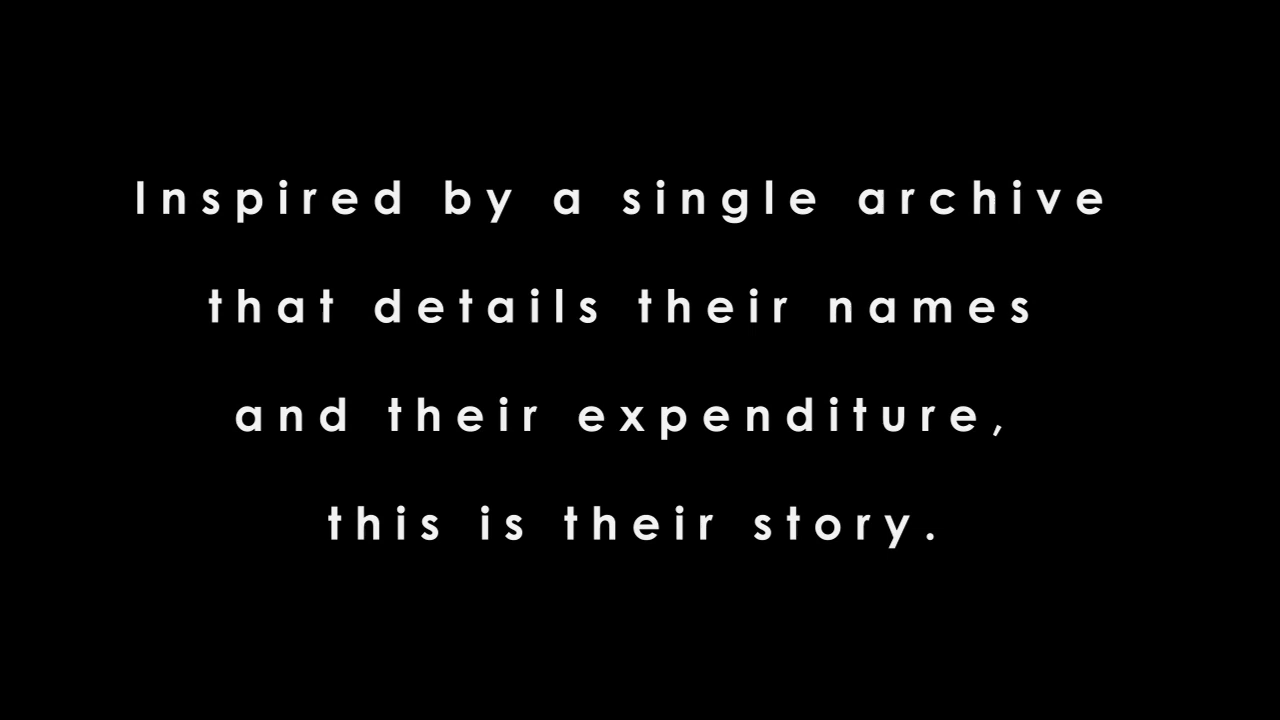 Inspired by a single archive
that details their names
and their expenditure,
this is their story.